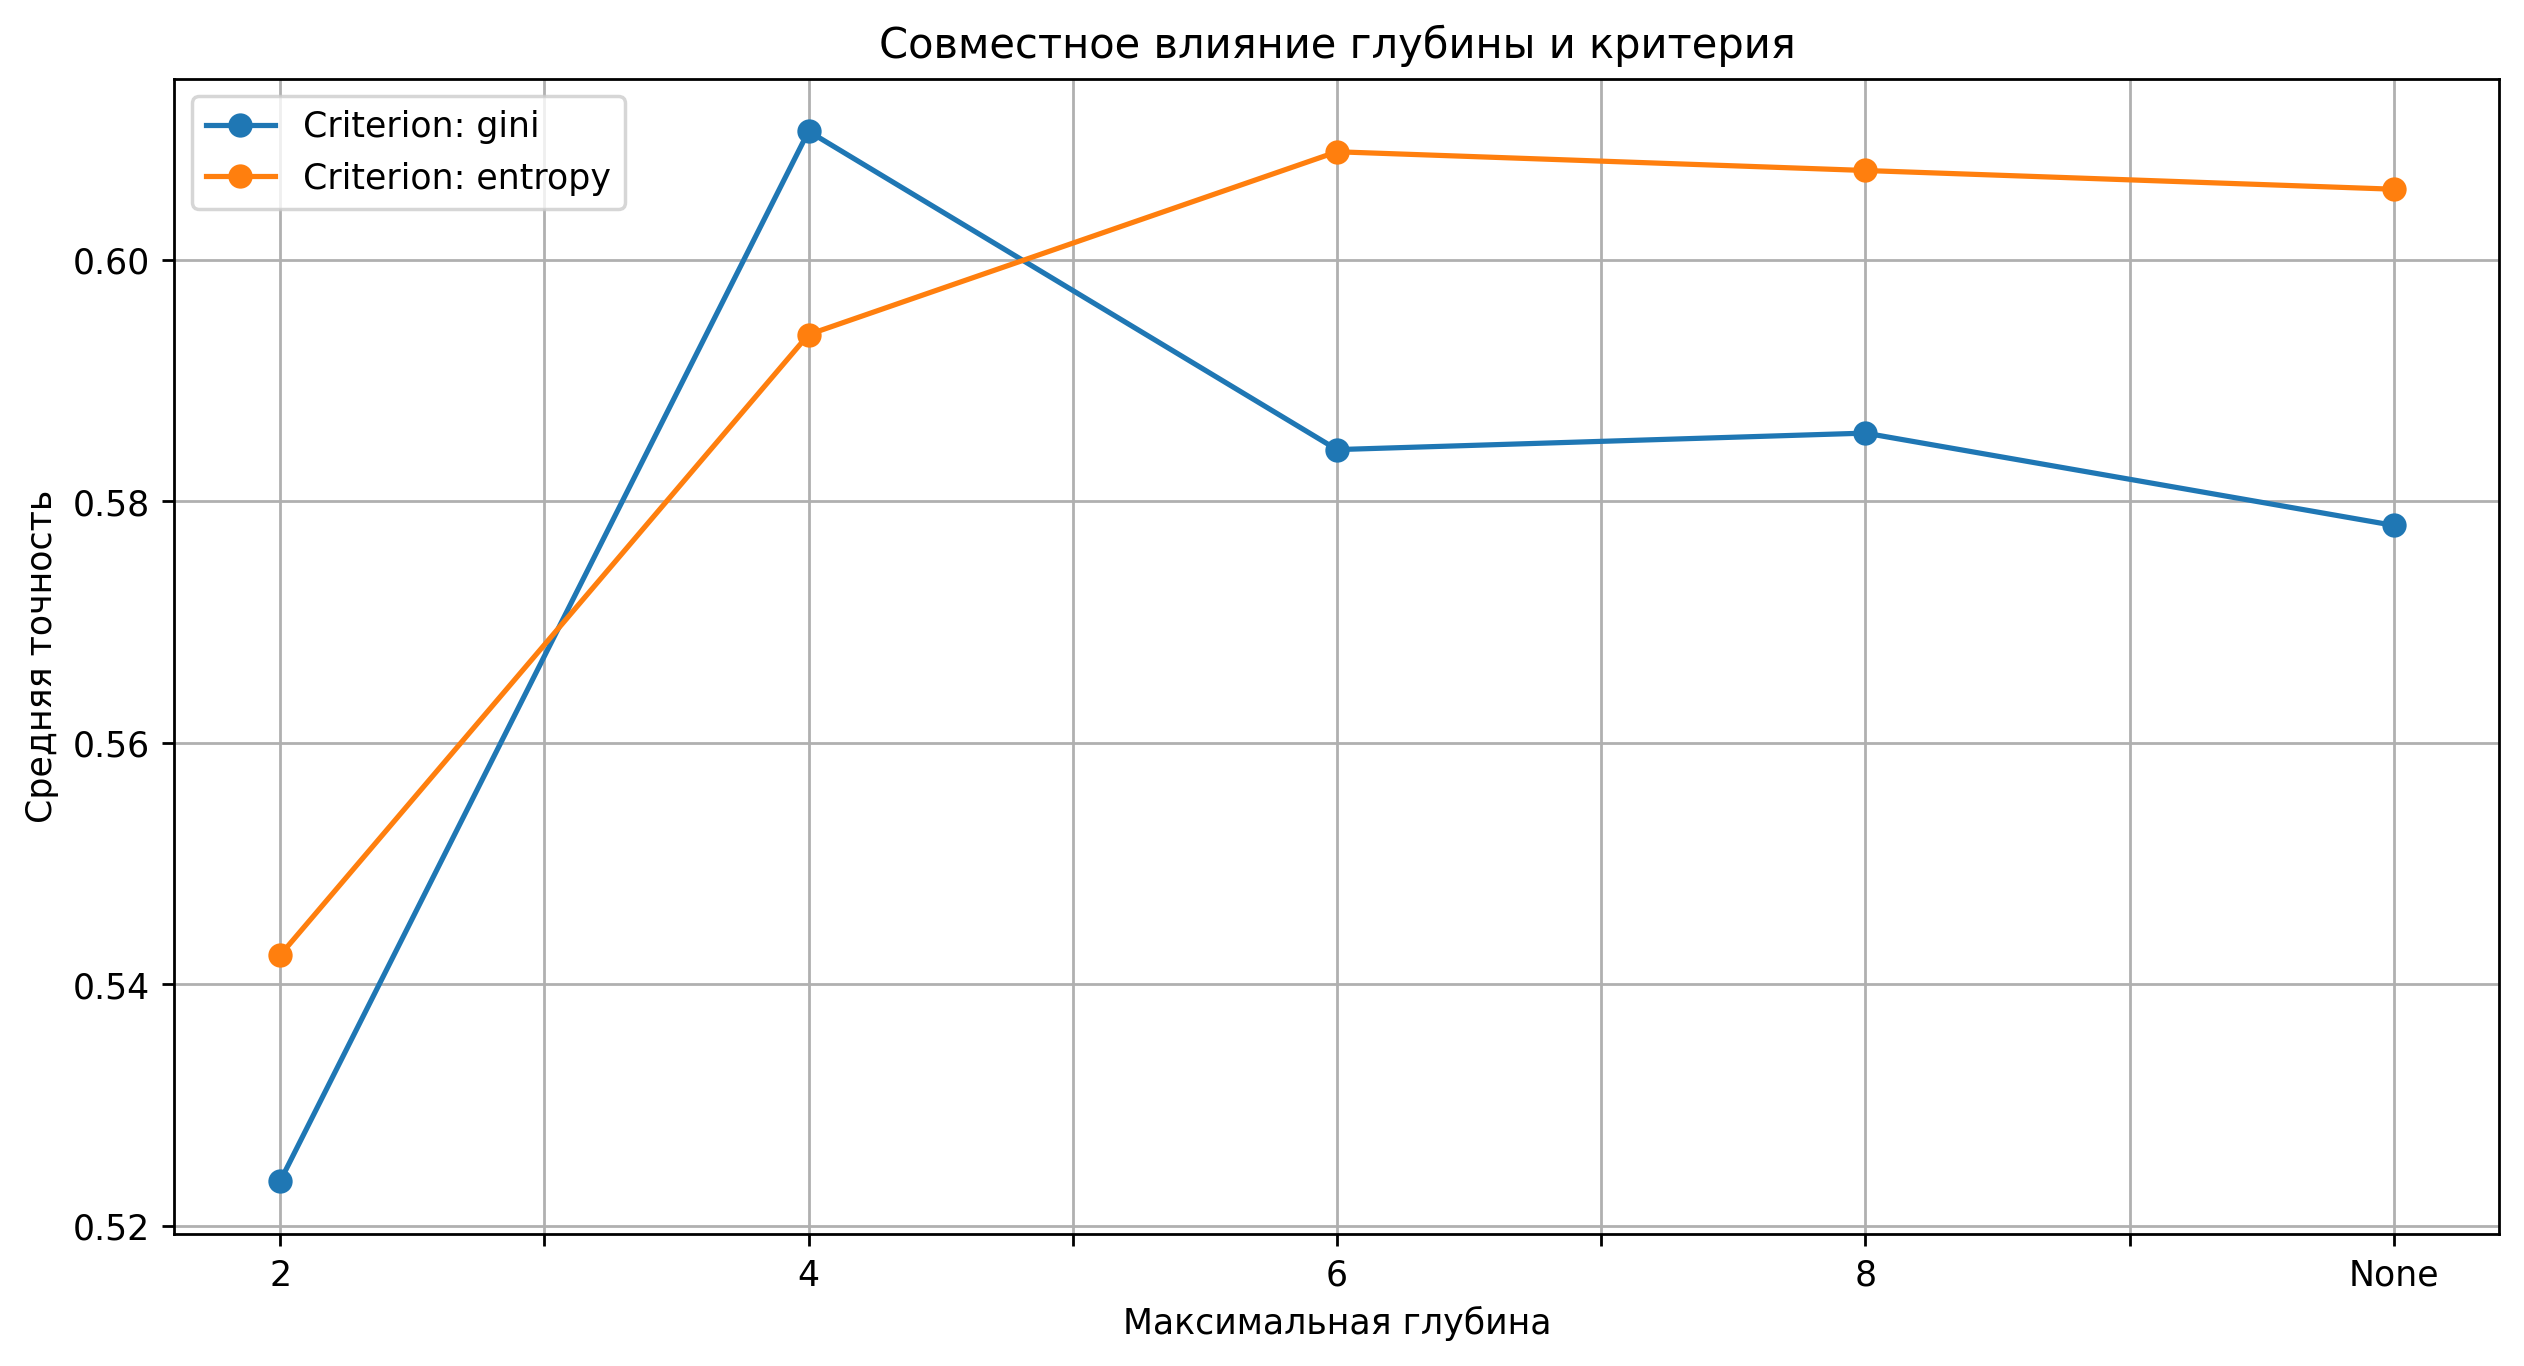 Совместное влияние глубины и критерия
Criterion: gini
Criterion: entropy
Средняя точность
0.60
0.58
0.56
0.54
0.52
2 4 6 8 None
Максимальная глубина